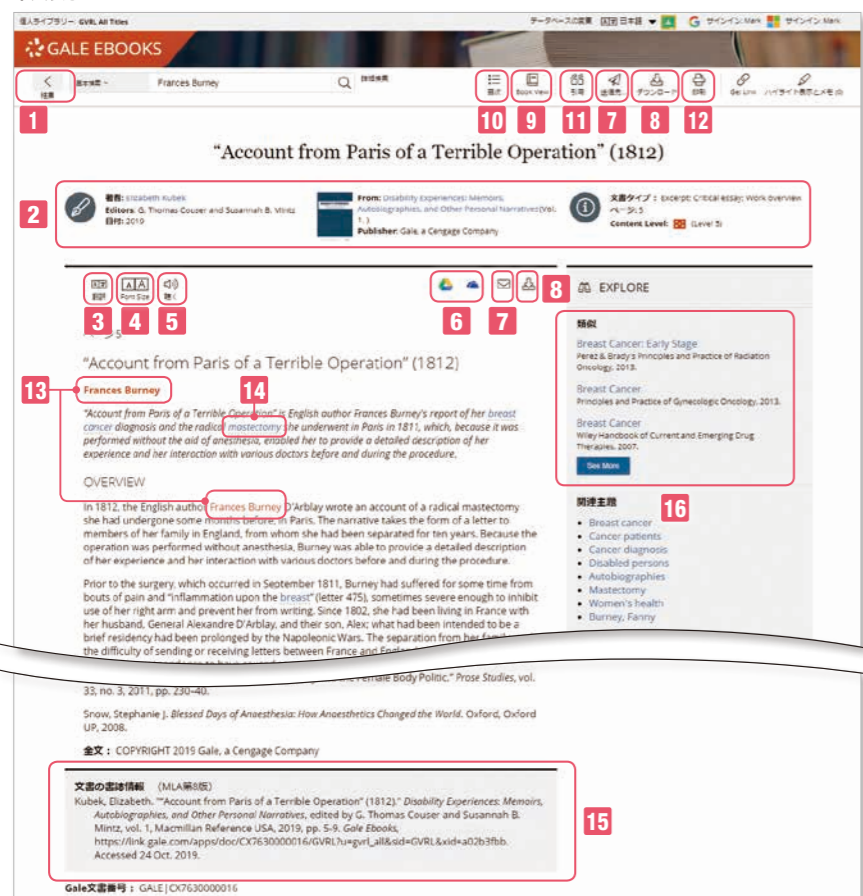 個人ライブラリー GVRL All Titles
データベースの変更 日本語 サインイン: Mark サインイン: Mark
GALE EBOOKS
結果 基本検索 Frances Burney 詳細検索 目次 Book View 引用 送信先... ダウンロード 印刷 Get Link ハイライト表示とメモ (0)
1 10 9 11 7 8 12
"Account from Paris of a Terrible Operation" (1812)
2
著者: Elizabeth Kubek
Editors: G. Thomas Couser and Susannah B. Mintz
日付: 2019
From: Disability Experiences: Memoirs,
Autobiographies, and Other Personal Narratives (Vol.
1. )
Publisher: Gale, a Cengage Company
文書タイプ: Excerpt; Critical essay; Work overview
ページ: 5
Content Level: (Level 5)
翻訳 Font Size 聴く
3 4 5 6 7 8
ページ5
"Account from Paris of a Terrible Operation" (1812)
13 Frances Burney 14
"Account from Paris of a Terrible Operation" is English author Frances Burney's report of her breast
cancer diagnosis and the radical mastectomy she underwent in Paris in 1811, which, because it was
performed without the aid of anesthesia, enabled her to provide a detailed description of her
experience and her interaction with various doctors before and during the procedure.
OVERVIEW
In 1812, the English author Frances Burney D'Arblay wrote an account of a radical mastectomy
she had undergone some months before, in Paris. The narrative takes the form of a letter to
members of her family in England, from whom she had been separated for ten years. Because the
operation was performed without anesthesia, Burney was able to provide a detailed description
of her experience and her interaction with various doctors before and during the procedure.
Prior to the surgery, which occurred in September 1811, Burney had suffered for some time from
bouts of pain and "inflammation upon the breast" (letter 475), sometimes severe enough to inhibit
use of her right arm and prevent her from writing. Since 1802, she had been living in France with
her husband, General Alexandre D'Arblay, and their son, Alex; what had been intended to be a
brief residency had been prolonged by the Napoleonic Wars. The separation from her
the difficulty of sending or receiving letters between France and
EXPLORE
類似
Breast Cancer: Early Stage
Perez & Brady's Principles and Practice of Radiation
Oncology, 2013.
Breast Cancer
Principles and Practice of Gynecologic Oncology, 2013.
Breast Cancer
Wiley Handbook of Current and Emerging Drug
Therapies, 2007.
See More
関連主題
16
Breast cancer
Cancer patients
Cancer diagnosis
Disabled persons
Autobiographies
Mastectomy
Women's health
Burney, Fanny
Female Body Politic." Prose Studies, vol.
33, no. 3, 2011, pp. 230–40.
Snow, Stephanie J. Blessed Days of Anaesthesia: How Anaesthetics Changed the World. Oxford, Oxford
UP, 2008.
全文: COPYRIGHT 2019 Gale, a Cengage Company
文書の書誌情報 (MLA第8版)
Kubek, Elizabeth. ""Account from Paris of a Terrible Operation" (1812)." Disability Experiences: Memoirs,
Autobiographies, and Other Personal Narratives, edited by G. Thomas Couser and Susannah B.
Mintz, vol. 1, Macmillan Reference USA, 2019, pp. 5-9. Gale Ebooks,
https://link.gale.com/apps/doc/CX7630000016/GVRL?u=gvrl_all&sid=GVRL&xid=a02b3fbb.
Accessed 24 Oct. 2019.
15
Gale文書番号: GALE|CX7630000016